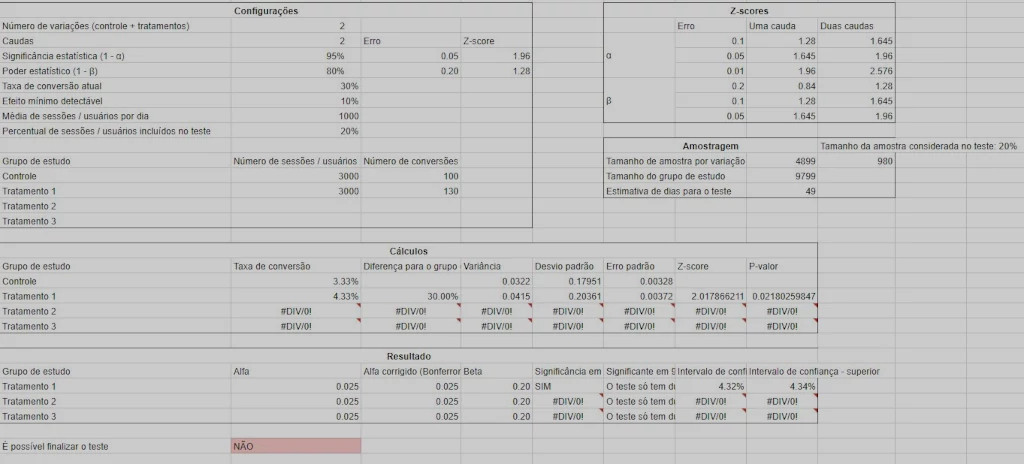 Configurações Z-scores
Número de variações (controle + tratamentos) 2 Erro Uma cauda Duas caudas
Caudas 2 Erro Z-score 0.1 1.28 1.645
Significância estatística (1 - α) 95% 0.05 1.96 α 0.05 1.645 1.96
Poder estatístico (1 - β) 80% 0.20 1.28 0.01 1.96 2.576
Taxa de conversão atual 30% 0.2 0.84 1.28
Efeito mínimo detectável 10% β 0.1 1.28 1.645
Média de sessões / usuários por dia 1000 0.05 1.645 1.96
Percentual de sessões / usuários incluídos no teste 20%
Amostragem Tamanho da amostra considerada no teste: 20%
Grupo de estudo Número de sessões / usuários Número de conversões Tamanho de amostra por variação 4899 980
Controle 3000 100 Tamanho do grupo de estudo 9799
Tratamento 1 3000 130 Estimativa de dias para o teste 49
Tratamento 2
Tratamento 3
Cálculos
Grupo de estudo Taxa de conversão Diferença para o grupo Variância Desvio padrão Erro padrão Z-score P-valor
Controle 3.33% 0.0322 0.17951 0.00328
Tratamento 1 4.33% 30.00% 0.0415 0.20361 0.00372 2.017866211 0.02180259847
Tratamento 2 #DIV/0! #DIV/0! #DIV/0! #DIV/0! #DIV/0! #DIV/0! #DIV/0!
Tratamento 3 #DIV/0! #DIV/0! #DIV/0! #DIV/0! #DIV/0! #DIV/0! #DIV/0!
Resultado
Grupo de estudo Alfa Alfa corrigido (Bonferror Beta Significância em Significante em Intervalo de confi Intervalo de confiança - superior
Tratamento 1 0.025 0.025 0.20 SIM O teste só tem du 4.32% 4.34%
Tratamento 2 0.025 0.025 0.20 #DIV/0! O teste só tem du #DIV/0! #DIV/0!
Tratamento 3 0.025 0.025 0.20 #DIV/0! O teste só tem du #DIV/0! #DIV/0!
É possível finalizar o teste NÃO